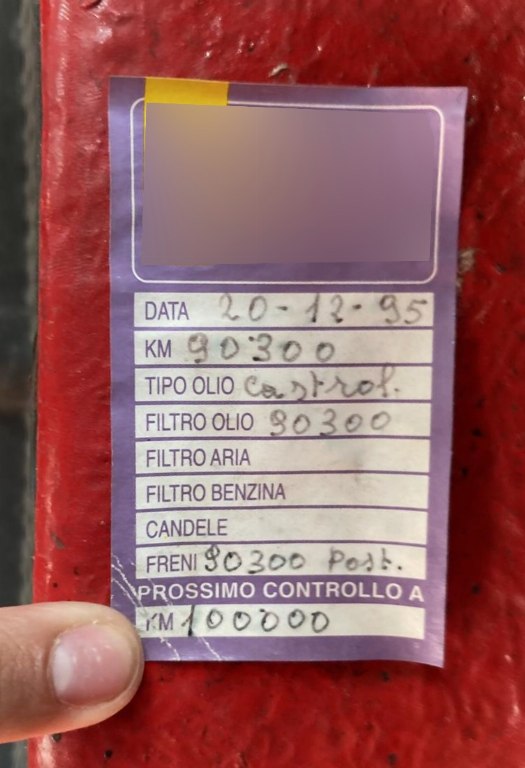 DATA 20-12-95
KM 90300
TIPO OLIO Castrol.
FILTRO OLIO 90300
FILTRO ARIA
FILTRO BENZINA
CANDELE
FRENI 90300 Post.
PROSSIMO CONTROLLO A
KM 100000